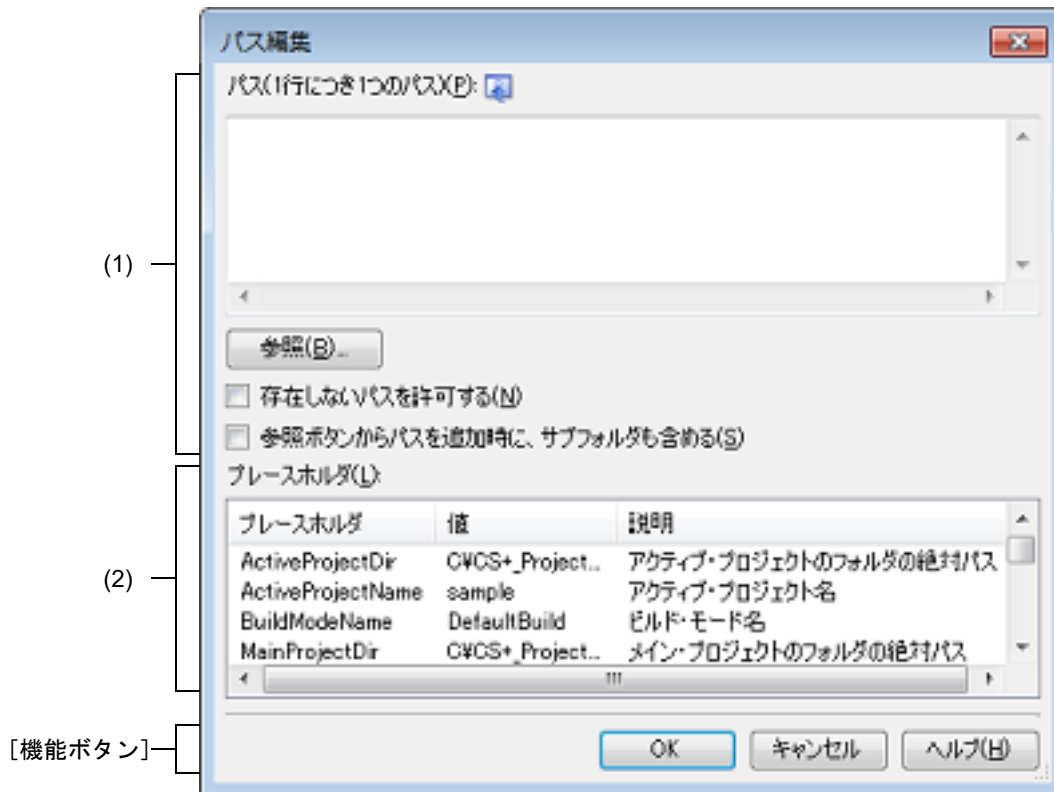 パス編集
パス(1行につき1つのパス)(P):
(1)
参照(B)...
存在しないパスを許可する(N)
参照ボタンからパスを追加時に、サブフォルダも含める(S)
プレースホルダ(L):
プレースホルダ 値 説明
ActiveProjectDir C:¥CS+_Project... アクティブ・プロジェクトのフォルダの絶対パス
(2)
ActiveProjectName sample アクティブ・プロジェクト名
BuildModeName DefaultBuild ビルド・モード名
MainProjectDir C:¥CS+_Project... メイン・プロジェクトのフォルダの絶対パス
[機能ボタン]
OK キャンセル ヘルプ(H)